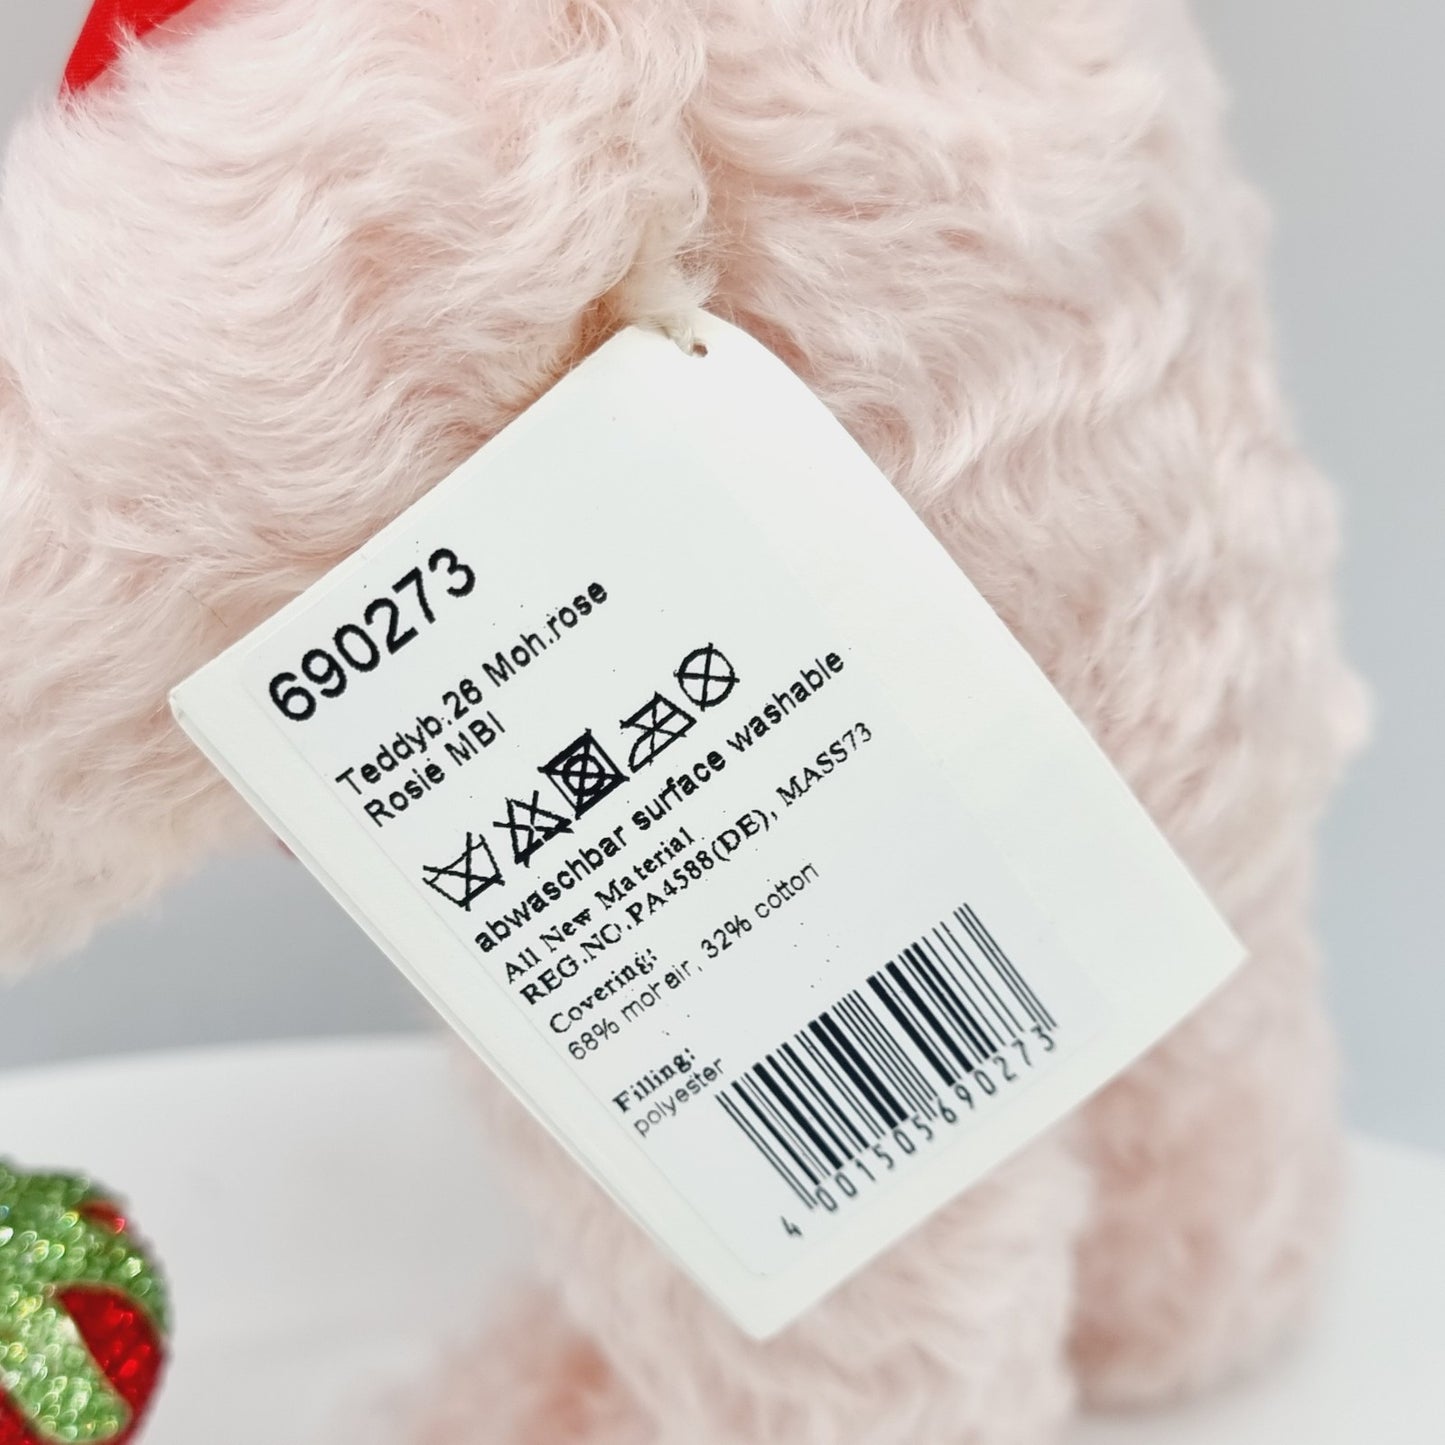 690273
Teddyb.26 Moh.rose
Rosie MBI
abwaschbar surface washable
All New Material
REG.NO.PA4588(DE), MASS73
Covering:
68% mohair, 32% cotton
Filling:
polyester
4 001505 690273